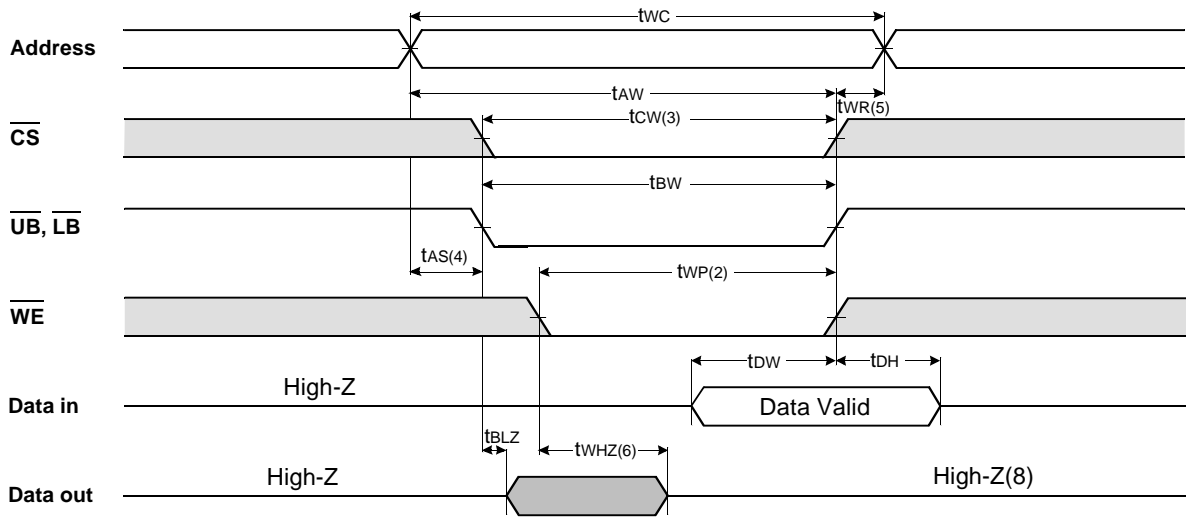 tWC
Address
tAW
tWR(5)
tCW(3)
CS
tBW
UB, LB
tAS(4)
tWP(2)
WE
tDW
tDH
High-Z
Data in
Data Valid
tBLZ
tWHZ(6)
High-Z
High-Z(8)
Data out